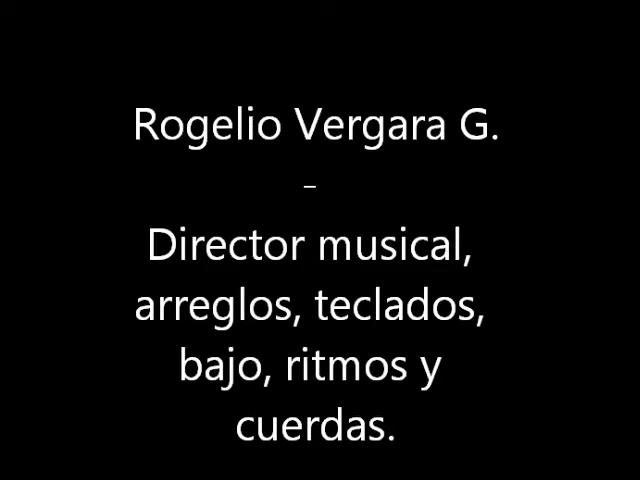 Rogelio Vergara G.
-
Director musical,
arreglos, teclados,
bajo, ritmos y
cuerdas.